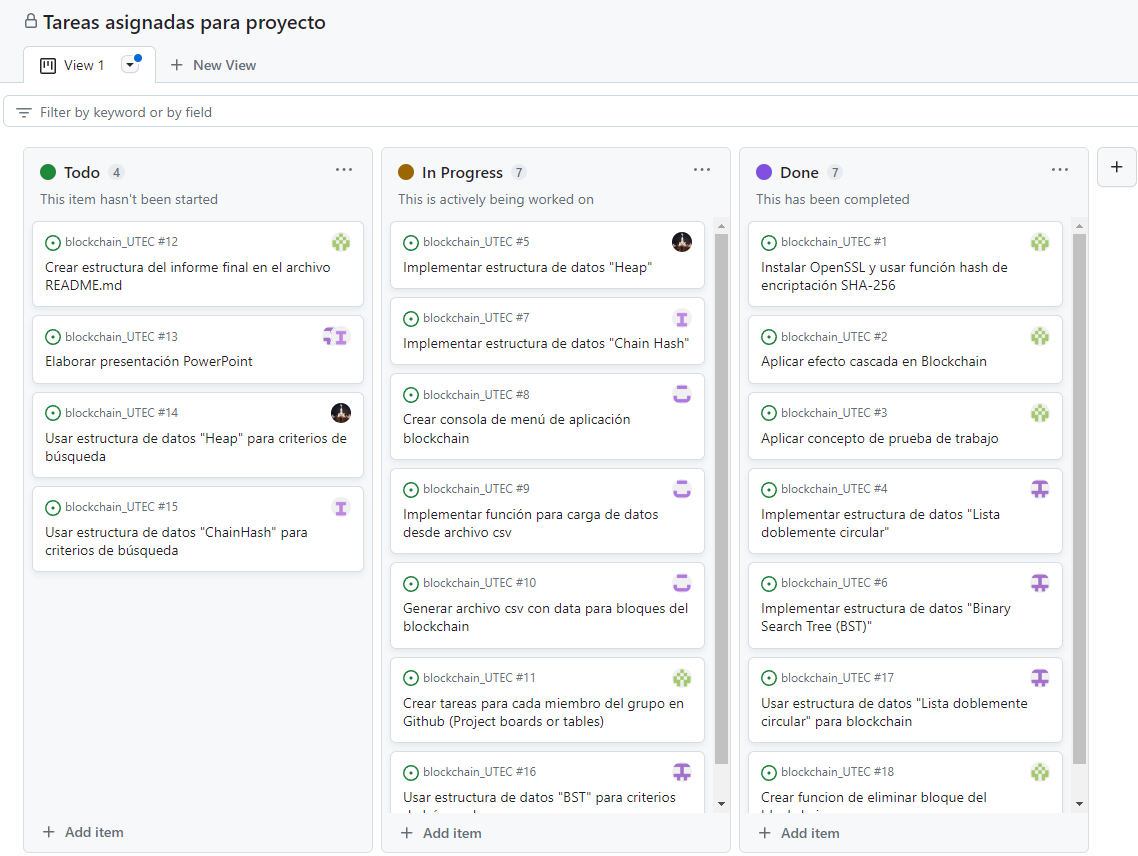 Tareas asignadas para proyecto
View 1
New View
Filter by keyword or by field
Todo 4
This item hasn't been started
blockchain_UTEC #12
Crear estructura del informe final en el archivo
README.md
blockchain_UTEC #13
Elaborar presentación PowerPoint
blockchain_UTEC #14
Usar estructura de datos "Heap" para criterios de
búsqueda
blockchain_UTEC #15
Usar estructura de datos "ChainHash" para
criterios de búsqueda
Add item
In Progress 7
This is actively being worked on
blockchain_UTEC #5
Implementar estructura de datos "Heap"
blockchain_UTEC #7
Implementar estructura de datos "Chain Hash"
blockchain_UTEC #8
Crear consola de menú de aplicación
blockchain
blockchain_UTEC #9
Implementar función para carga de datos
desde archivo csv
blockchain_UTEC #10
Generar archivo csv con data para bloques del
blockchain
blockchain_UTEC #11
Crear tareas para cada miembro del grupo en
Github (Project boards or tables)
blockchain_UTEC #16
Usar estructura de datos "BST" para criterios
Add item
Done 7
This has been completed
blockchain_UTEC #1
Instalar OpenSSL y usar función hash de
encriptación SHA-256
blockchain_UTEC #2
Aplicar efecto cascada en Blockchain
blockchain_UTEC #3
Aplicar concepto de prueba de trabajo
blockchain_UTEC #4
Implementar estructura de datos "Lista
doblemente circular"
blockchain_UTEC #6
Implementar estructura de datos "Binary
Search Tree (BST)"
blockchain_UTEC #17
Usar estructura de datos "Lista doblemente
circular" para blockchain
blockchain_UTEC #18
Crear funcion de eliminar bloque del
Add item